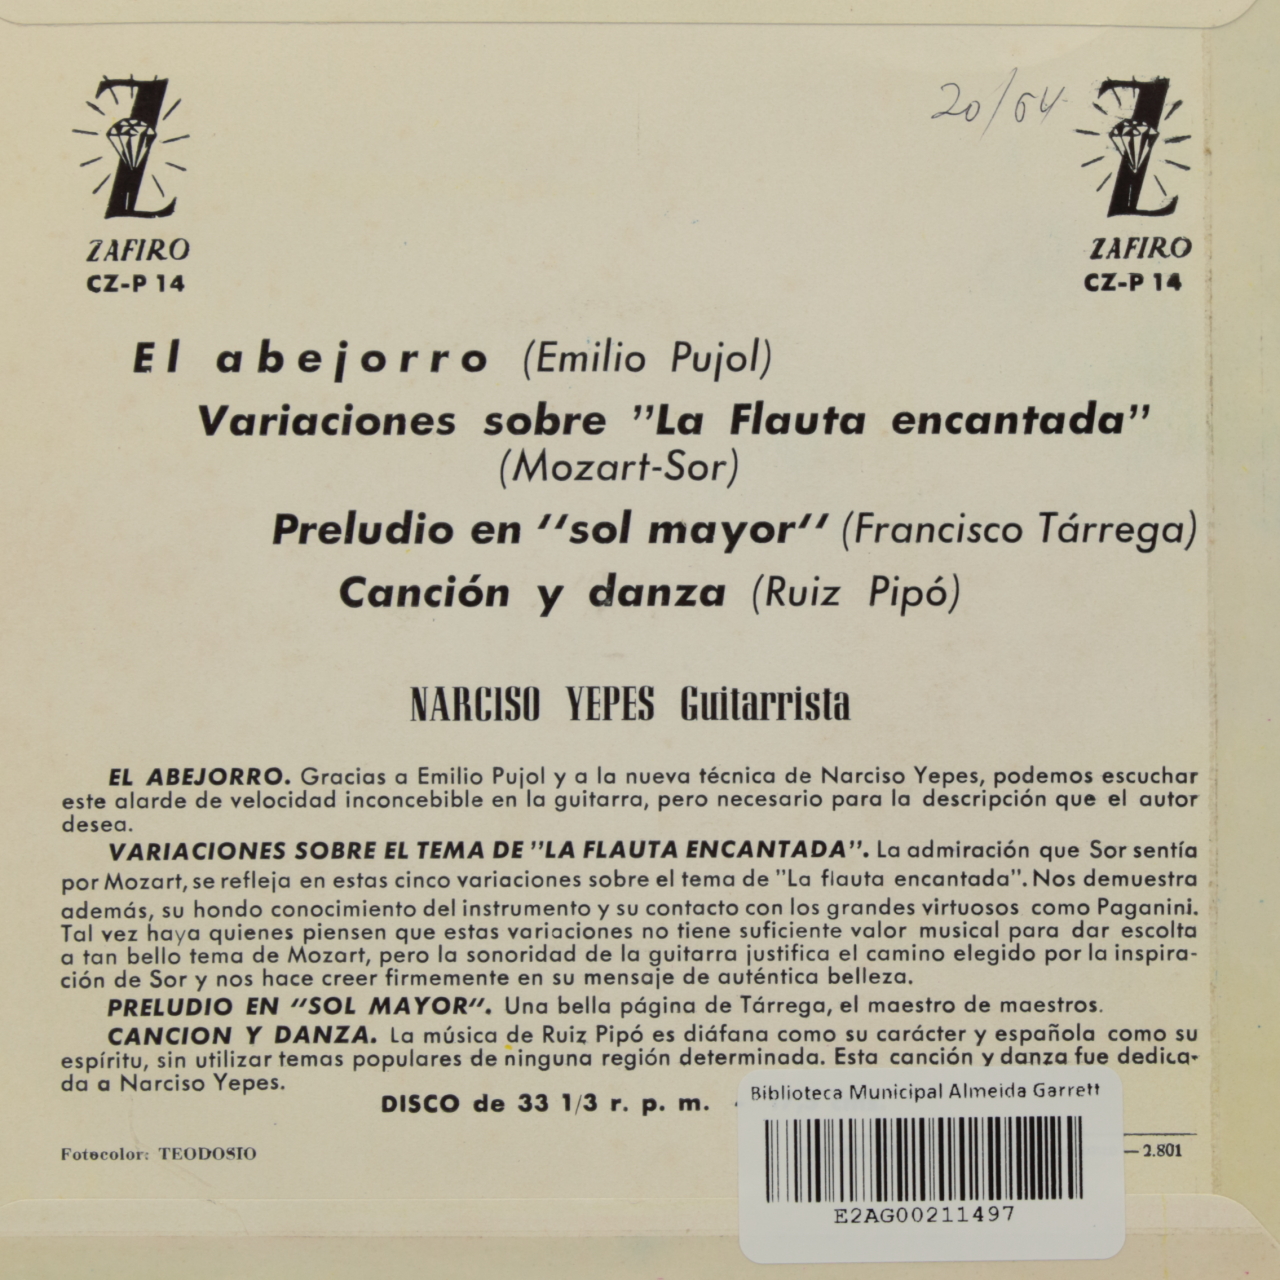 20/64
ZAFIRO
CZ-P 14
ZAFIRO
CZ-P 14
El abejorro (Emilio Pujol)
Variaciones sobre "La Flauta encantada"
(Mozart-Sor)
Preludio en "sol mayor" (Francisco Tárrega)
Canción y danza (Ruiz Pipó)
NARCISO YEPES Guitarrista
EL ABEJORRO. Gracias a Emilio Pujol y a la nueva técnica de Narciso Yepes, podemos escuchar
este alarde de velocidad inconcebible en la guitarra, pero necesario para la descripción que el autor
desea.
VARIACIONES SOBRE EL TEMA DE "LA FLAUTA ENCANTADA". La admiración que Sor sentía
por Mozart, se refleja en estas cinco variaciones sobre el tema de "La flauta encantada". Nos demuestra
además, su hondo conocimiento del instrumento y su contacto con los grandes virtuosos como Paganini.
Tal vez haya quienes piensen que estas variaciones no tiene suficiente valor musical para dar escolta
a tan bello tema de Mozart, pero la sonoridad de la guitarra justifica el camino elegido por la inspira-
ción de Sor y nos hace creer firmemente en su mensaje de auténtica belleza.
PRELUDIO EN "SOL MAYOR". Una bella página de Tárrega, el maestro de maestros.
CANCION Y DANZA. La música de Ruiz Pipó es diáfana como su carácter y española como su
espíritu, sin utilizar temas populares de ninguna región determinada. Esta canción y danza fue dedica-
da a Narciso Yepes.
DISCO de 33 1/3 r. p. m.
Biblioteca Municipal Almeida Garrett
Fotocolor: TEODOSIO
— 2.801
E2AG00211497